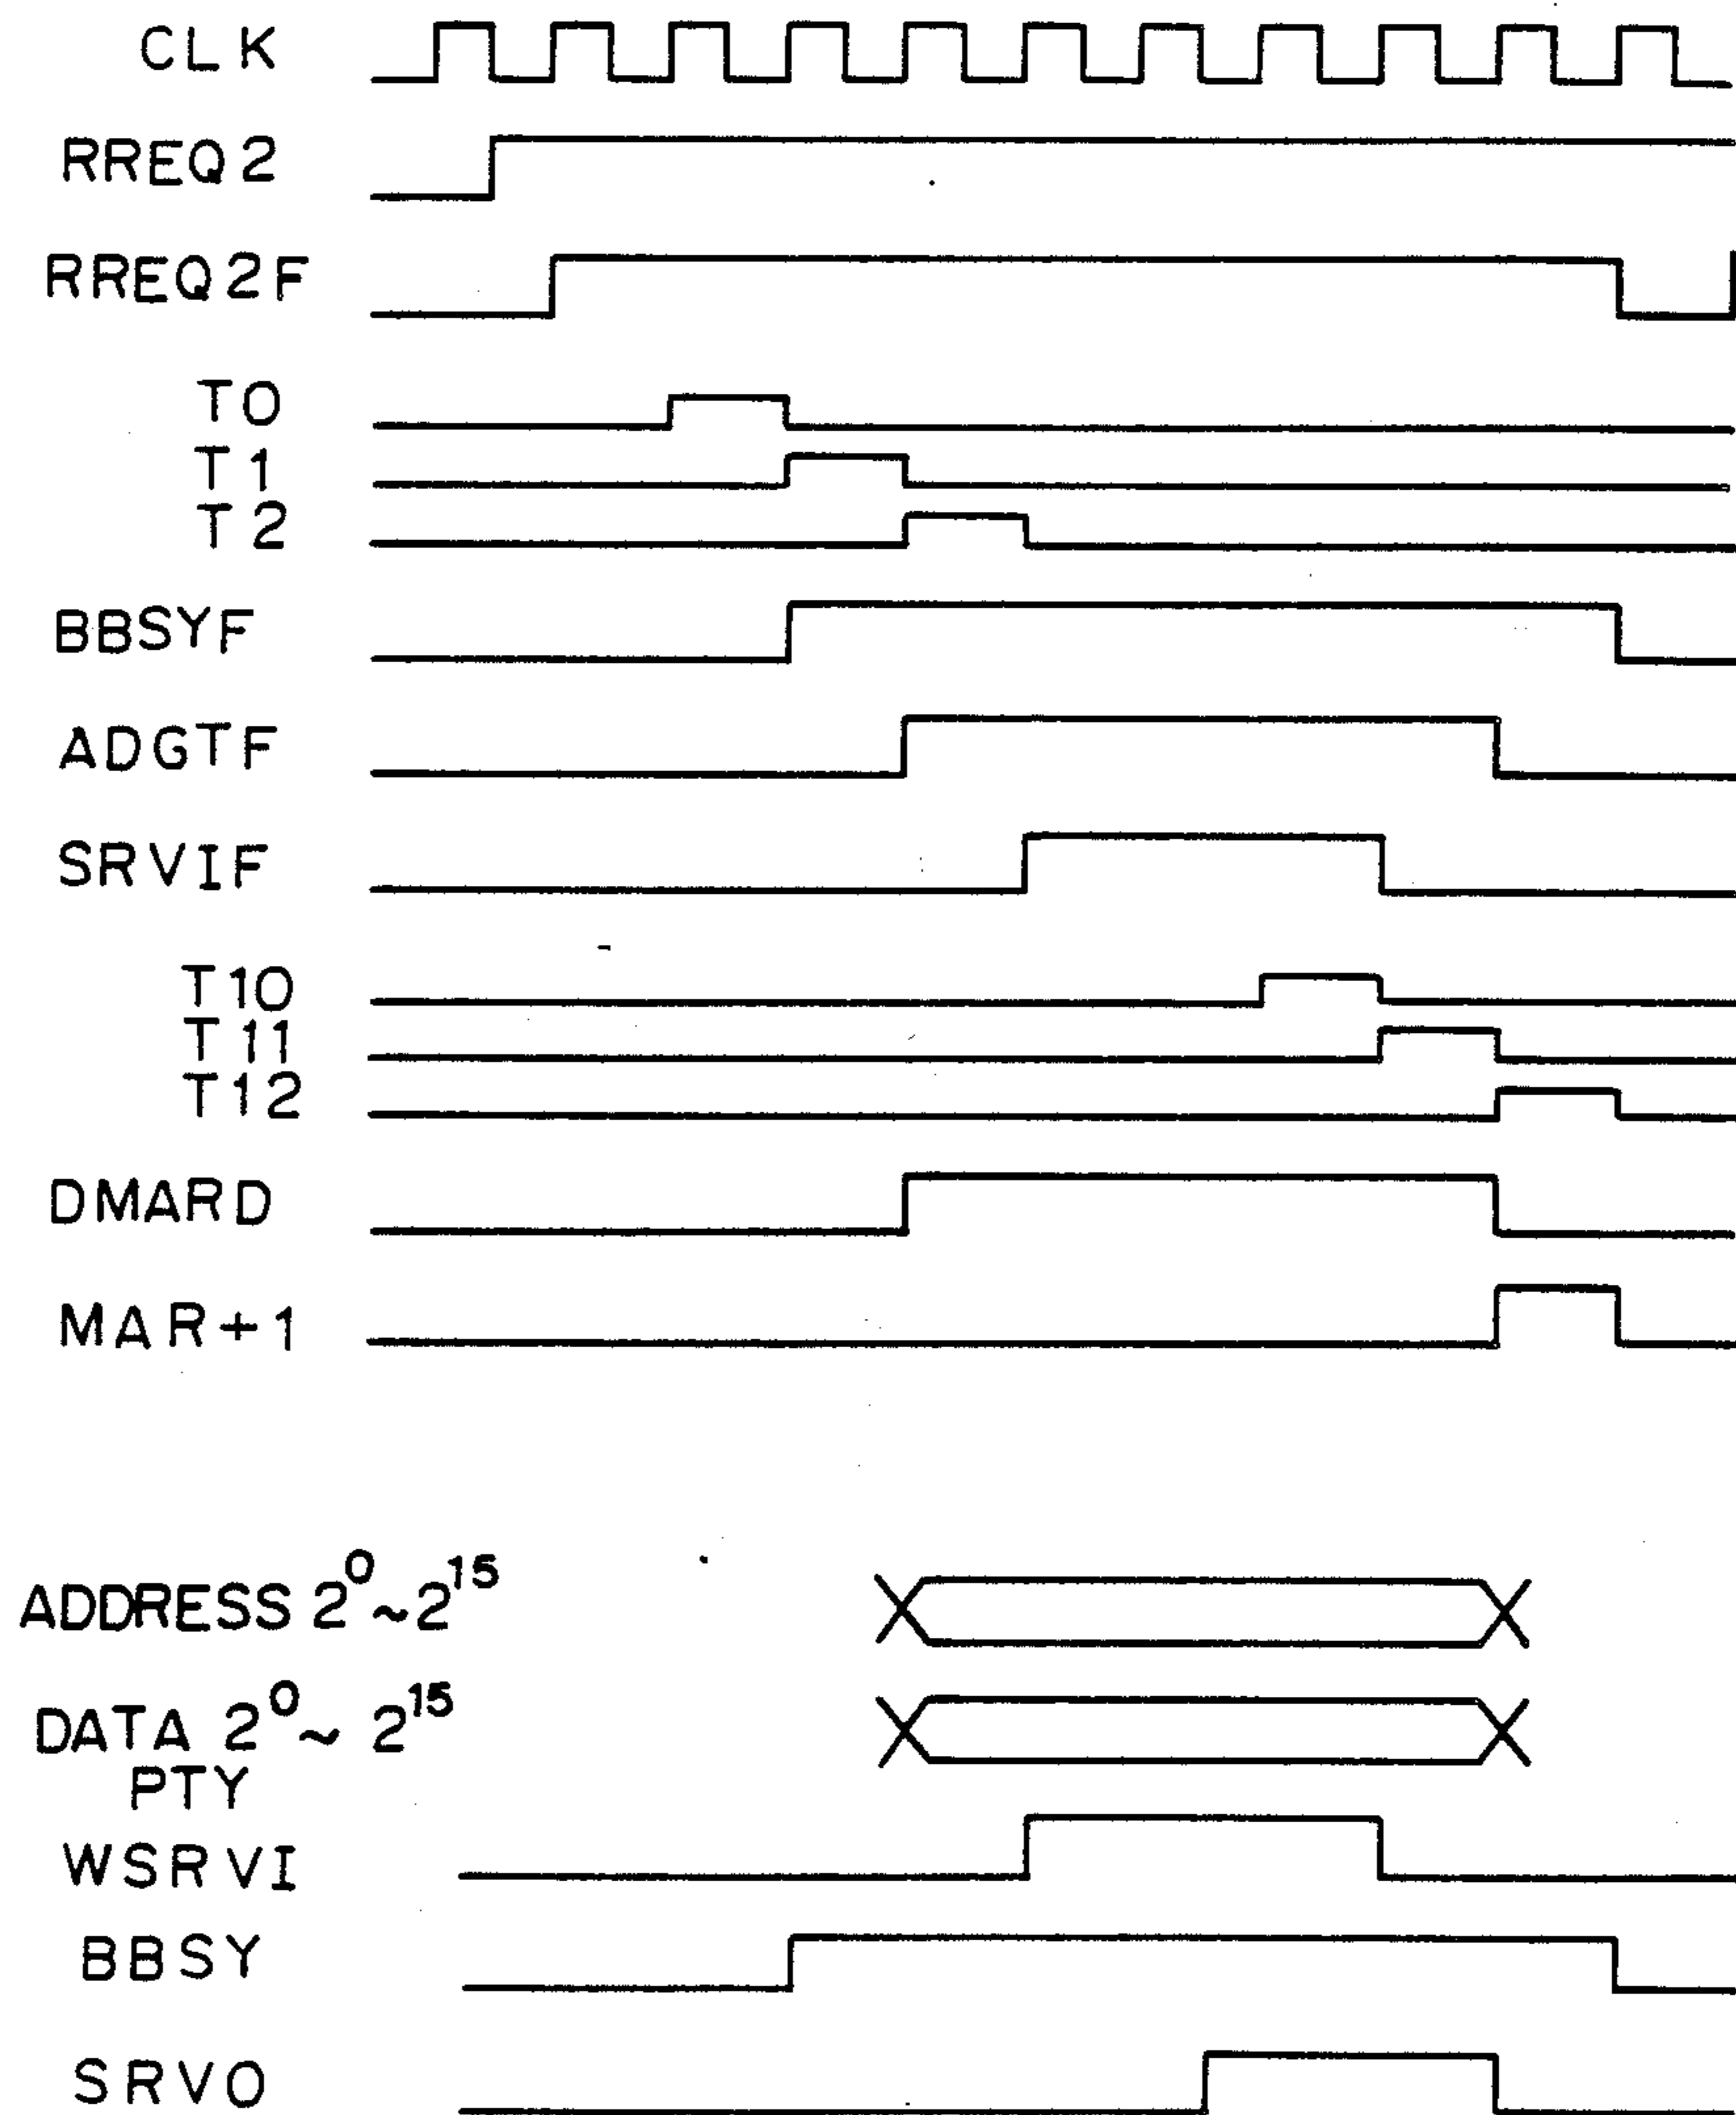 CLK
RREQ2
RREQ2F
T0
T1
T2
BBSYF
ADGTF
SRVIF
T10
T11
T12
DMARD
MAR+1
ADDRESS 2⁰~2¹⁵
DATA 2⁰~ 2¹⁵
PTY
WSRVI
BBSY
SRVO